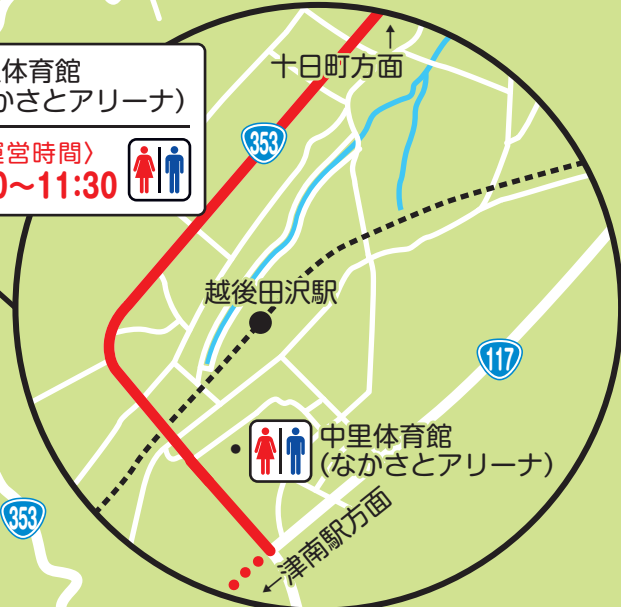 十日町方面
体育館
かさとアリーナ）
営時間〉
0～11:30
353
越後田沢駅
117
中里体育館
(なかさとアリーナ)
353
←津南駅方面